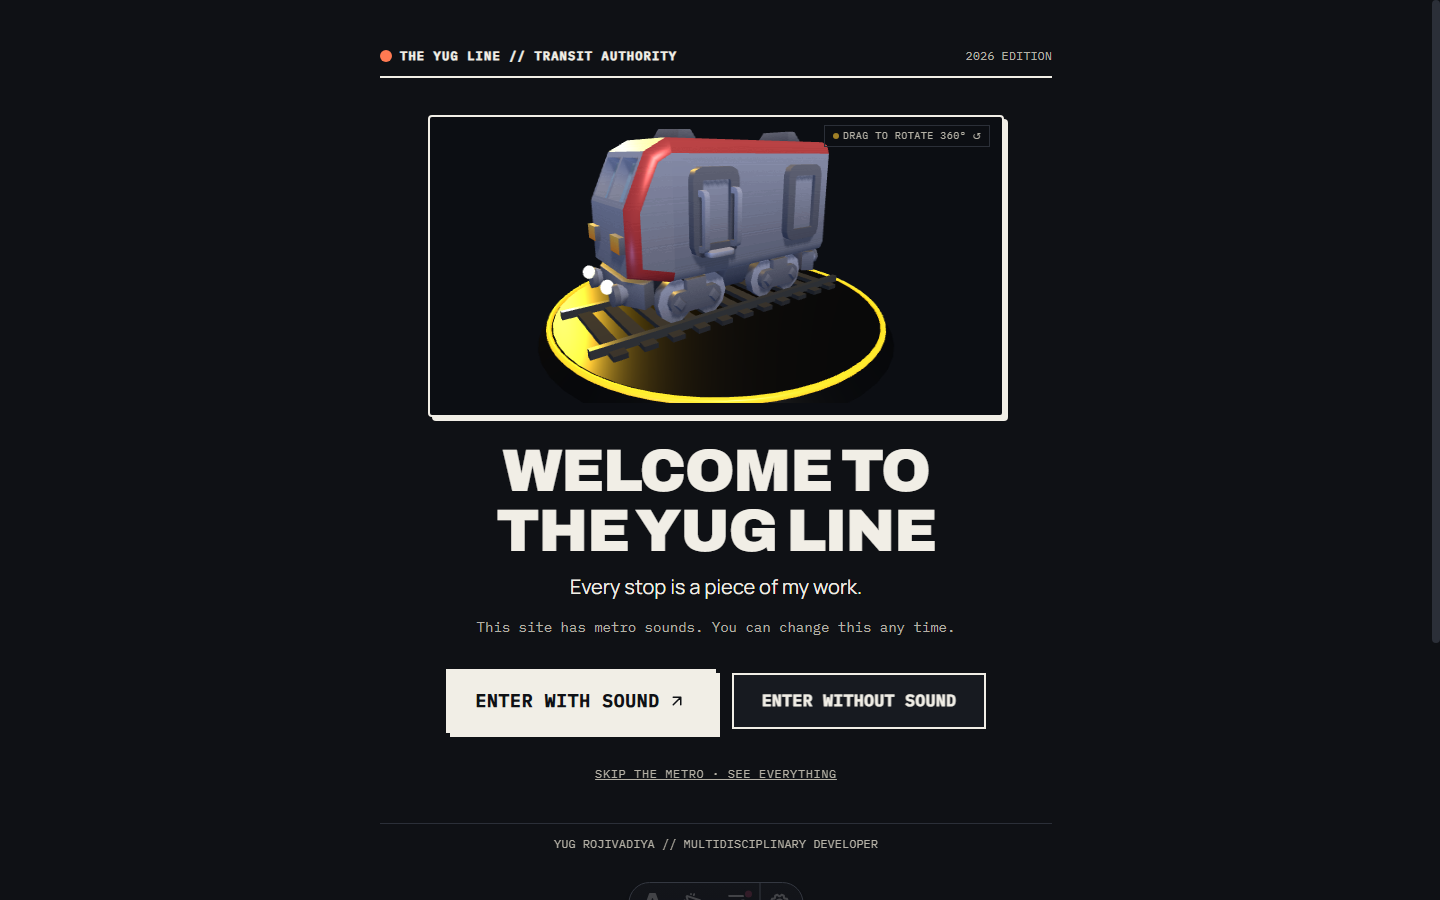 THE YUG LINE // TRANSIT AUTHORITY
2026 EDITION
DRAG TO ROTATE 360° ↺
WELCOME TO
THE YUG LINE
Every stop is a piece of my work.
This site has metro sounds. You can change this any time.
ENTER WITH SOUND ↗
ENTER WITHOUT SOUND
SKIP THE METRO · SEE EVERYTHING
YUG ROJIVADIYA // MULTIDISCIPLINARY DEVELOPER